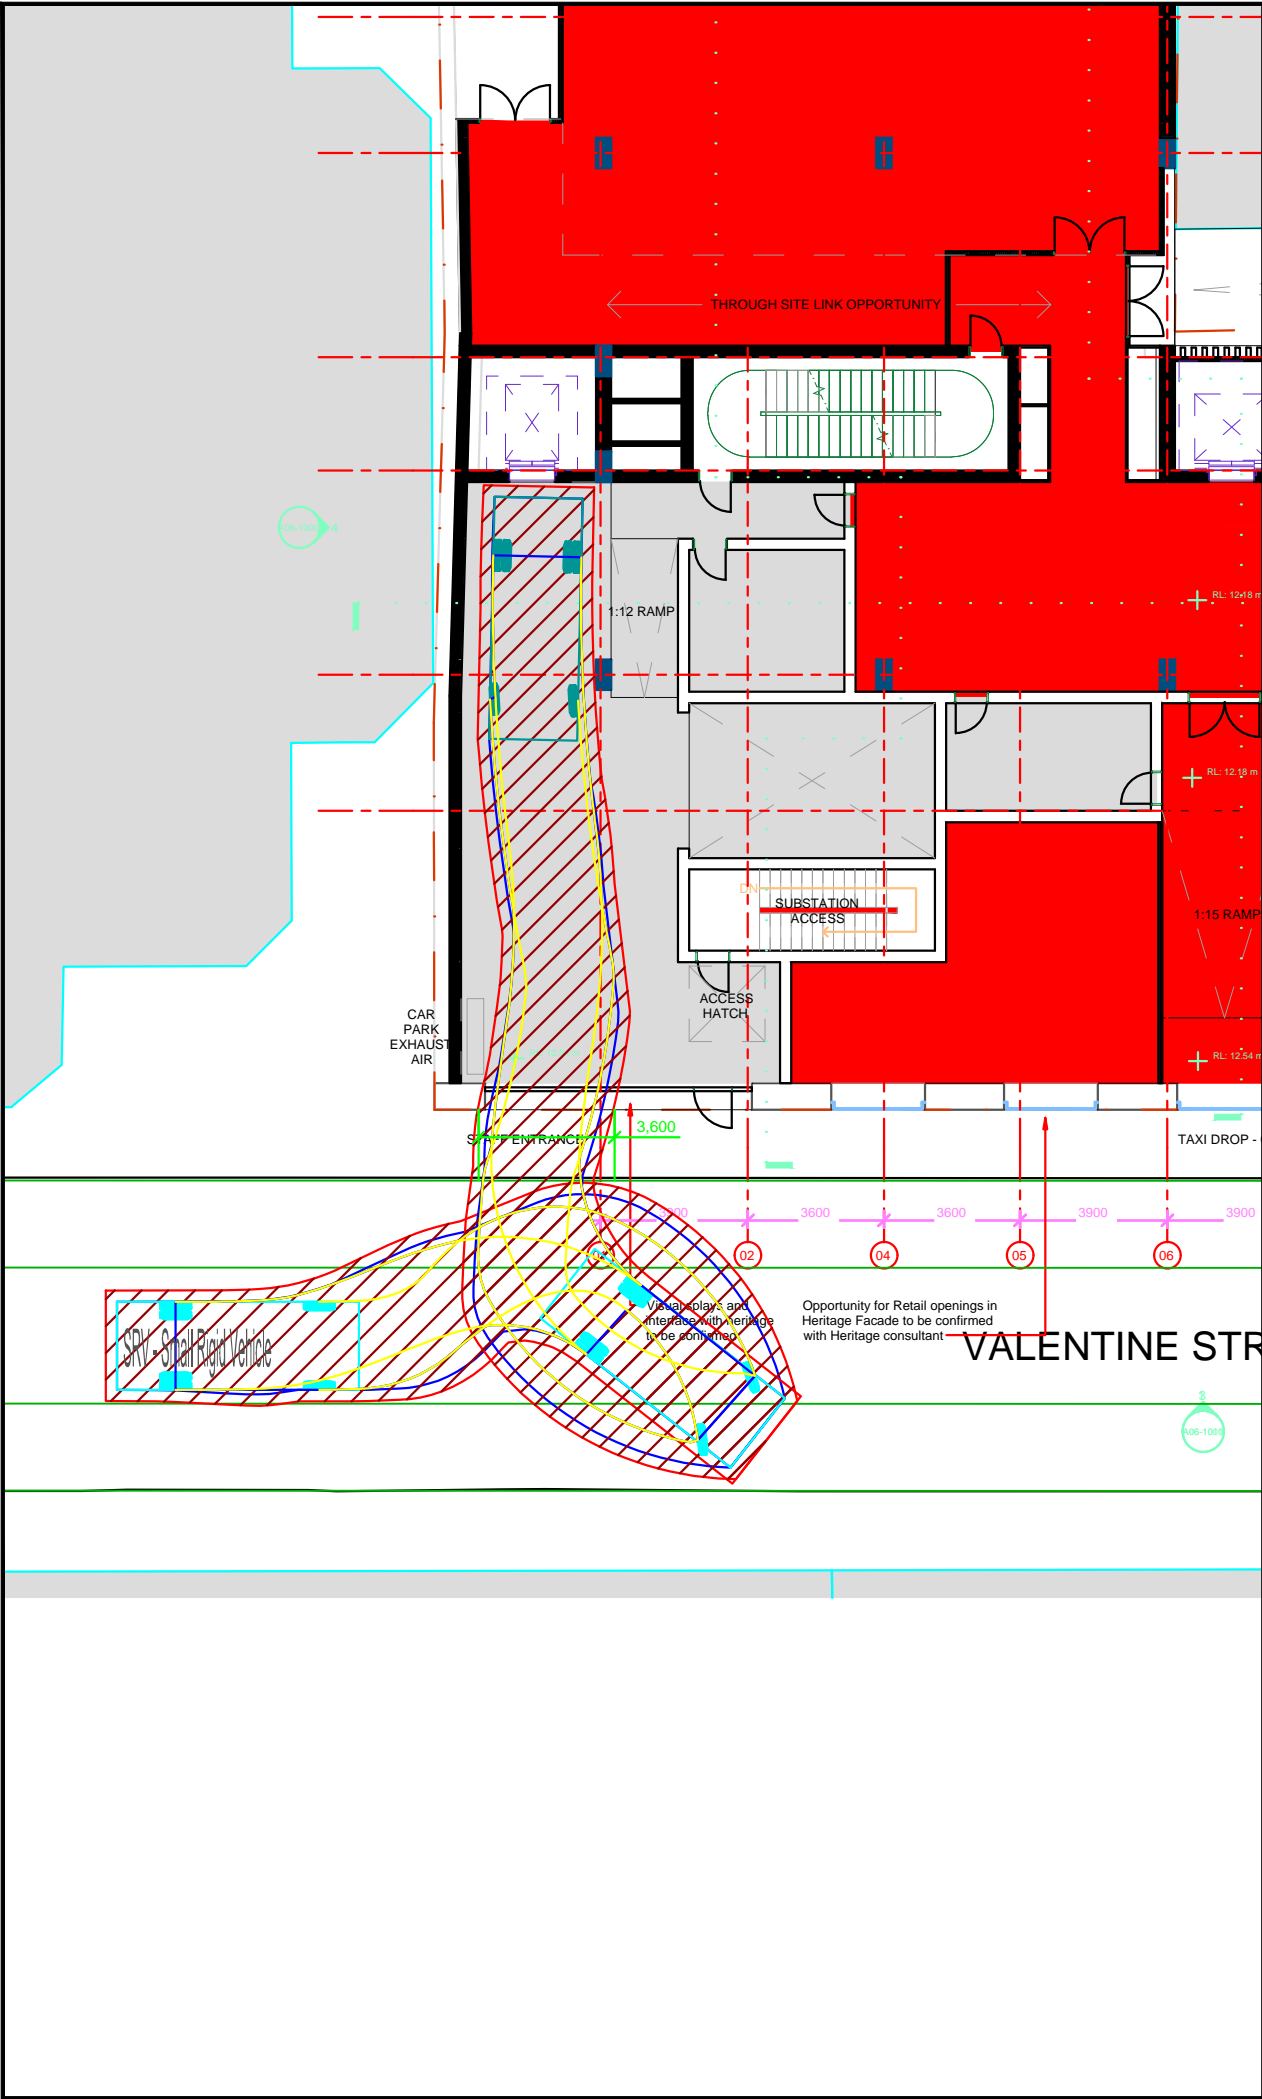 THROUGH SITE LINK OPPORTUNITY
1:12 RAMP
RL: 12.18 m
RL: 12.18 m
DN
SUBSTATION
ACCESS
1:15 RAMP
ACCESS
HATCH
CAR
PARK
EXHAUST
AIR
RL: 12.54 m
ENTRANCE
3,600
TAXI DROP -
3600
3600
3900
3900
02
04
05
06
Visual splays and
interface with heritage
to be confirmed
Opportunity for Retail openings in
Heritage Facade to be confirmed
with Heritage consultant
VALENTINE STR
SRV - Small Rigid Vehicle
A06-1000